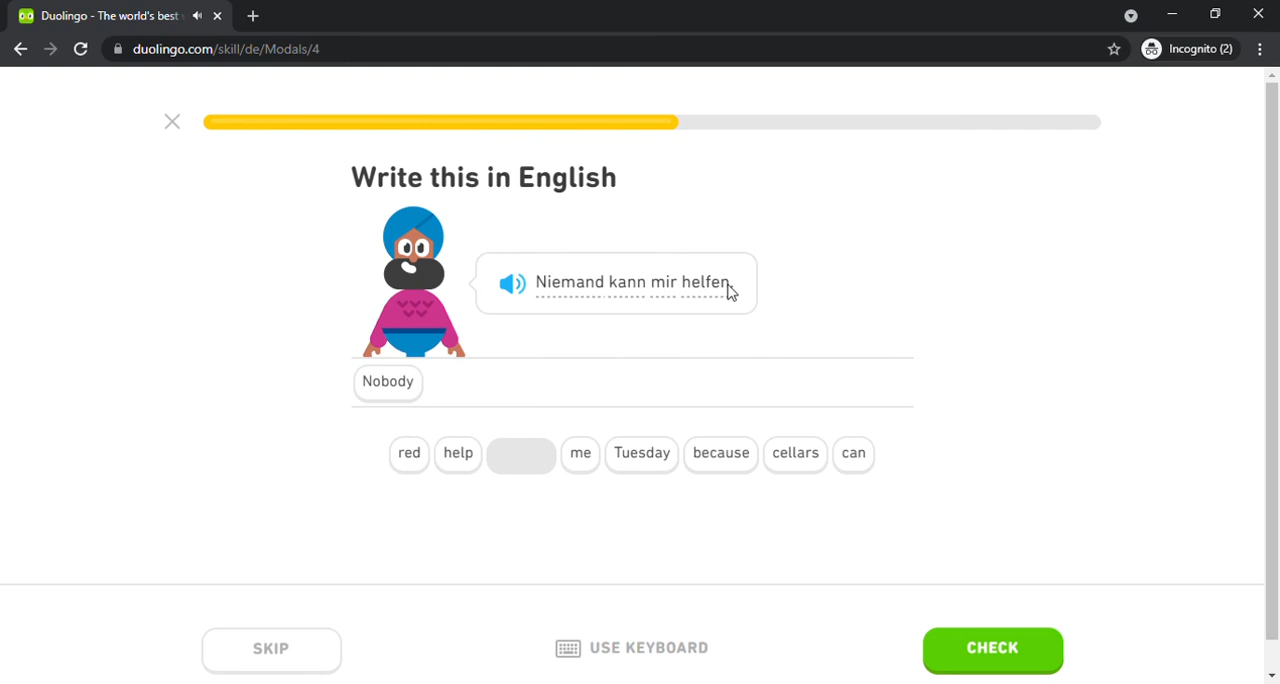 Duolingo - The world's best
duolingo.com/skill/de/Modals/4
Incognito (2)
Write this in English
Niemand kann mir helfen.
Nobody
red help me Tuesday because cellars can
SKIP USE KEYBOARD CHECK